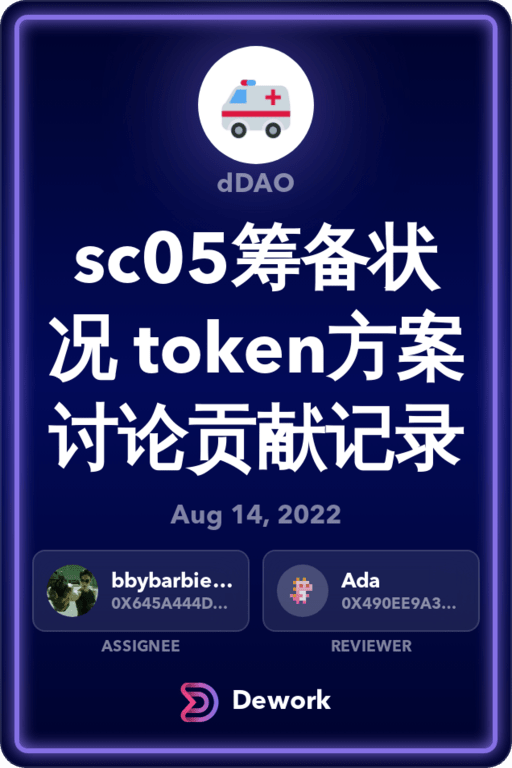 dDAO
sc05筹备状
况 token方案
讨论贡献记录
Aug 14, 2022
bbybarbie...
0X645A444D...
Ada
0X490EE9A3...
ASSIGNEE
REVIEWER
Dework